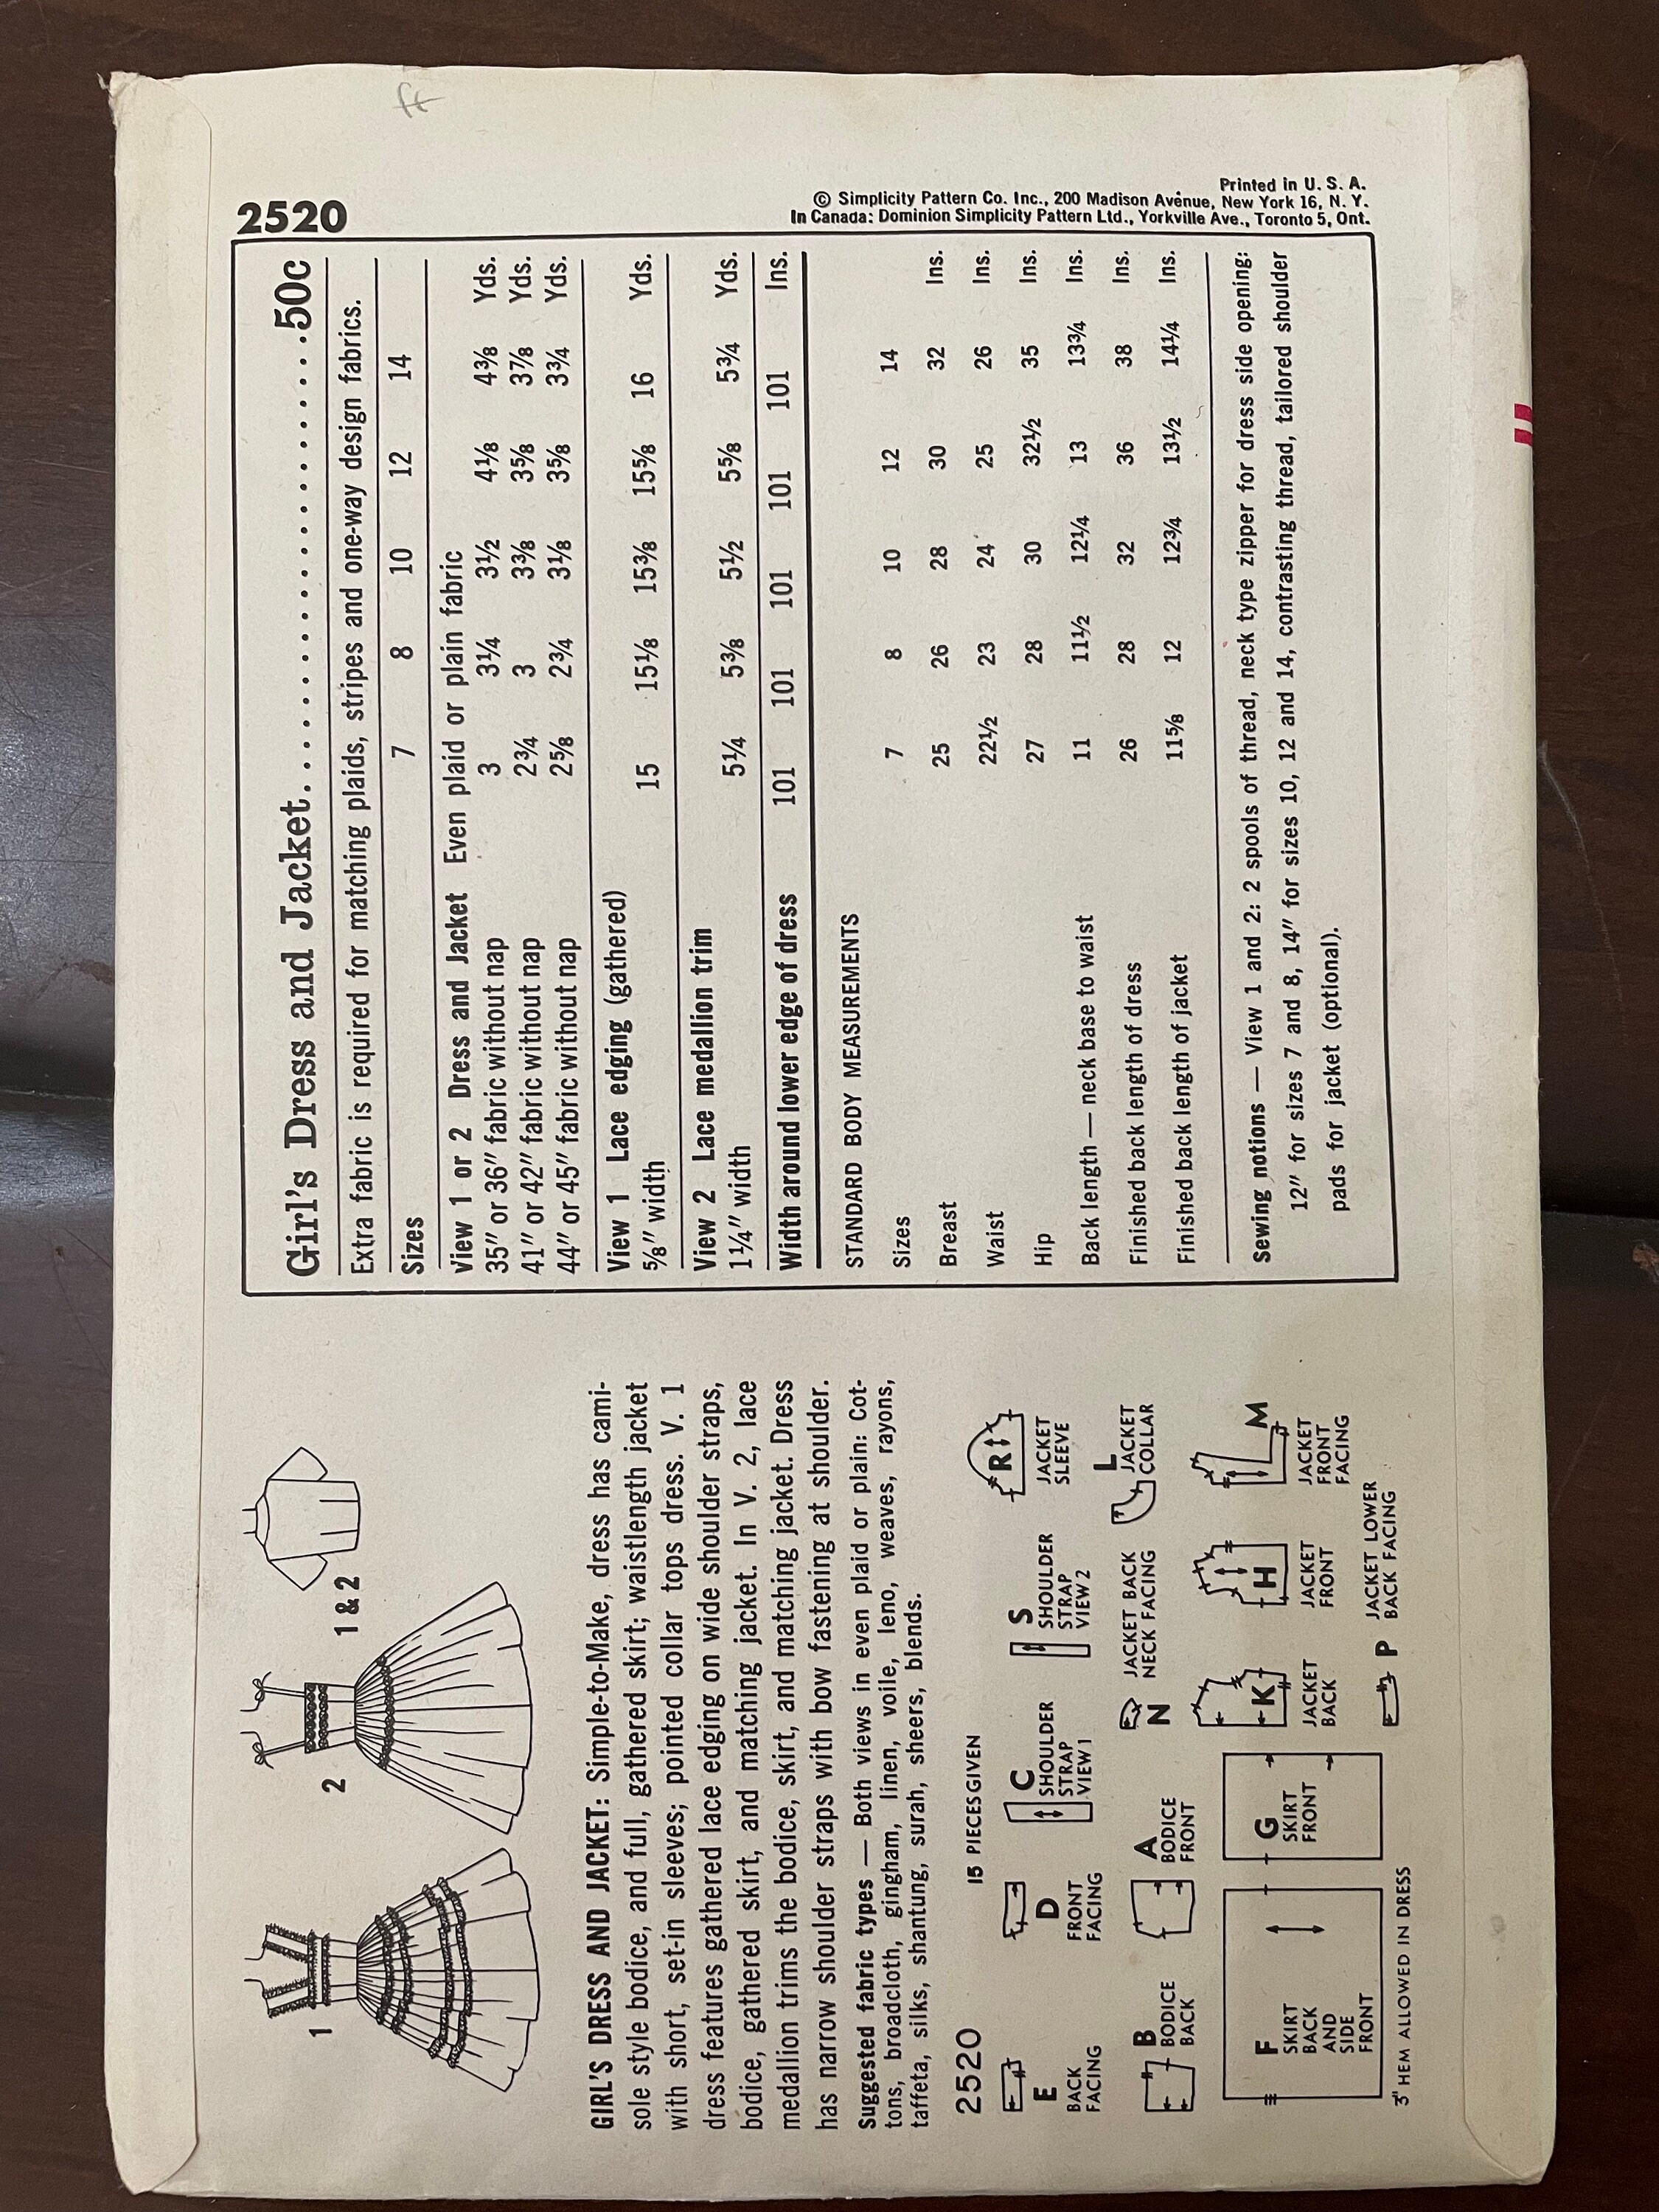 1
2
1 & 2
GIRL'S DRESS AND JACKET: Simple-to-Make, dress has cami-
sole style bodice, and full, gathered skirt; waistlength jacket
with short, set-in sleeves; pointed collar tops dress. V. 1
dress features gathered lace edging on wide shoulder straps,
bodice, gathered skirt, and matching jacket. In V. 2, lace
medallion trims the bodice, skirt, and matching jacket. Dress
has narrow shoulder straps with bow fastening at shoulder.
Suggested fabric types — Both views in even plaid or plain: Cot-
tons, broadcloth, gingham, linen, voile, leno, weaves, rayons,
taffeta, silks, shantung, surah, sheers, blends.
2520
15 PIECES GIVEN
E
BACK
FACING
D
FRONT
FACING
C
SHOULDER
STRAP
VIEW 1
S
SHOULDER
STRAP
VIEW 2
R
JACKET
SLEEVE
B
BODICE
BACK
A
BODICE
FRONT
N
JACKET BACK
NECK FACING
L
JACKET
COLLAR
F
SKIRT
BACK
AND
SIDE
FRONT
G
SKIRT
FRONT
K
JACKET
BACK
H
JACKET
FRONT
M
JACKET
FRONT
FACING
P
JACKET LOWER
BACK FACING
3" HEM ALLOWED IN DRESS
2520
Girl's Dress and Jacket..........................50c
Extra fabric is required for matching plaids, stripes and one-way design fabrics.
Sizes 7 8 10 12 14
View 1 or 2 Dress and Jacket Even plaid or plain fabric
35" or 36" fabric without nap 3 3¼ 3½ 4⅛ 4⅜ Yds.
41" or 42" fabric without nap 2¾ 3 3⅜ 3⅝ 3⅞ Yds.
44" or 45" fabric without nap 2⅝ 2¾ 3⅛ 3⅝ 3¾ Yds.
View 1 Lace edging (gathered)
⅝" width 15 15⅛ 15⅜ 15⅝ 16 Yds.
View 2 Lace medallion trim
1¼" width 5¼ 5⅜ 5½ 5⅝ 5¾ Yds.
Width around lower edge of dress 101 101 101 101 101 Ins.
STANDARD BODY MEASUREMENTS
Sizes 7 8 10 12 14
Breast 25 26 28 30 32 Ins.
Waist 22½ 23 24 25 26 Ins.
Hip 27 28 30 32½ 35 Ins.
Back length — neck base to waist 11 11½ 12¼ 13 13¾ Ins.
Finished back length of dress 26 28 32 36 38 Ins.
Finished back length of jacket 11⅝ 12 12¾ 13½ 14¼ Ins.
Sewing notions — View 1 and 2: 2 spools of thread, neck type zipper for dress side opening:
12" for sizes 7 and 8, 14" for sizes 10, 12 and 14, contrasting thread, tailored shoulder
pads for jacket (optional).
Printed in U. S. A.
© Simplicity Pattern Co. Inc., 200 Madison Avenue, New York 16, N. Y.
In Canada: Dominion Simplicity Pattern Ltd., Yorkville Ave., Toronto 5, Ont.